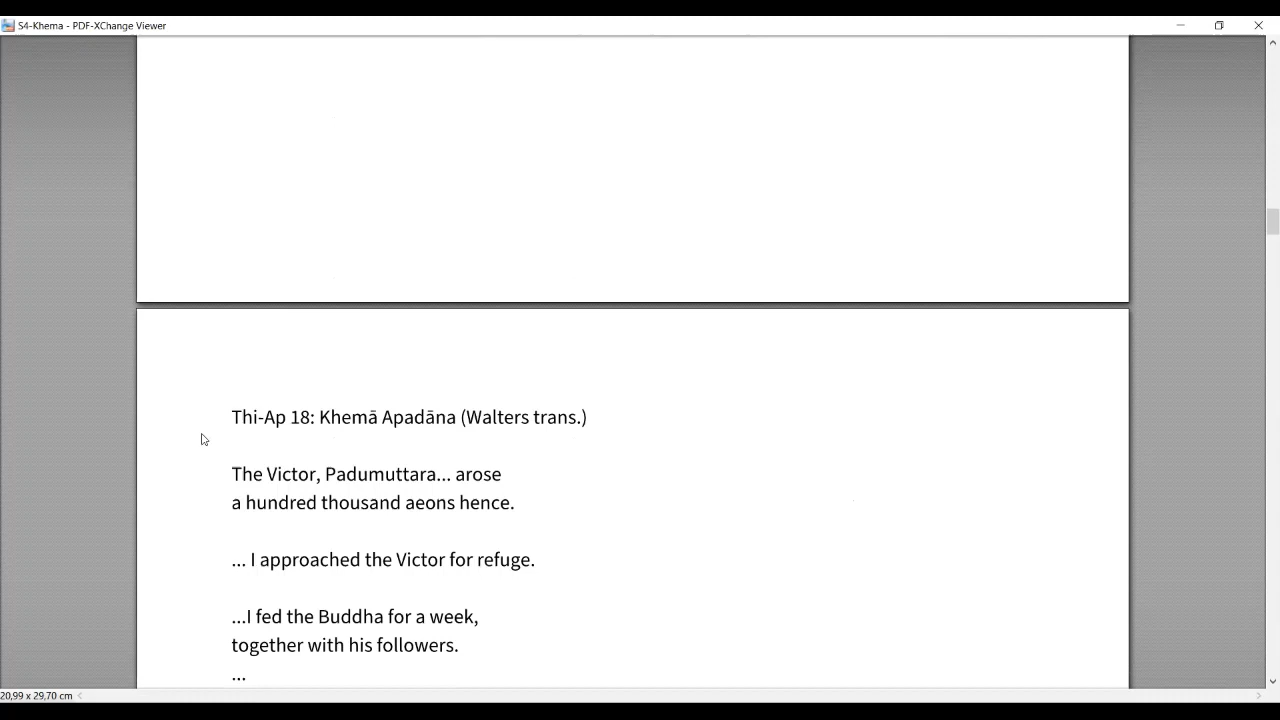 S4-Khema - PDF-XChange Viewer
Thi-Ap 18: Khemā Apadāna (Walters trans.)
The Victor, Padumuttara... arose
a hundred thousand aeons hence.
... I approached the Victor for refuge.
...I fed the Buddha for a week,
together with his followers.
...
20,99 x 29,70 cm